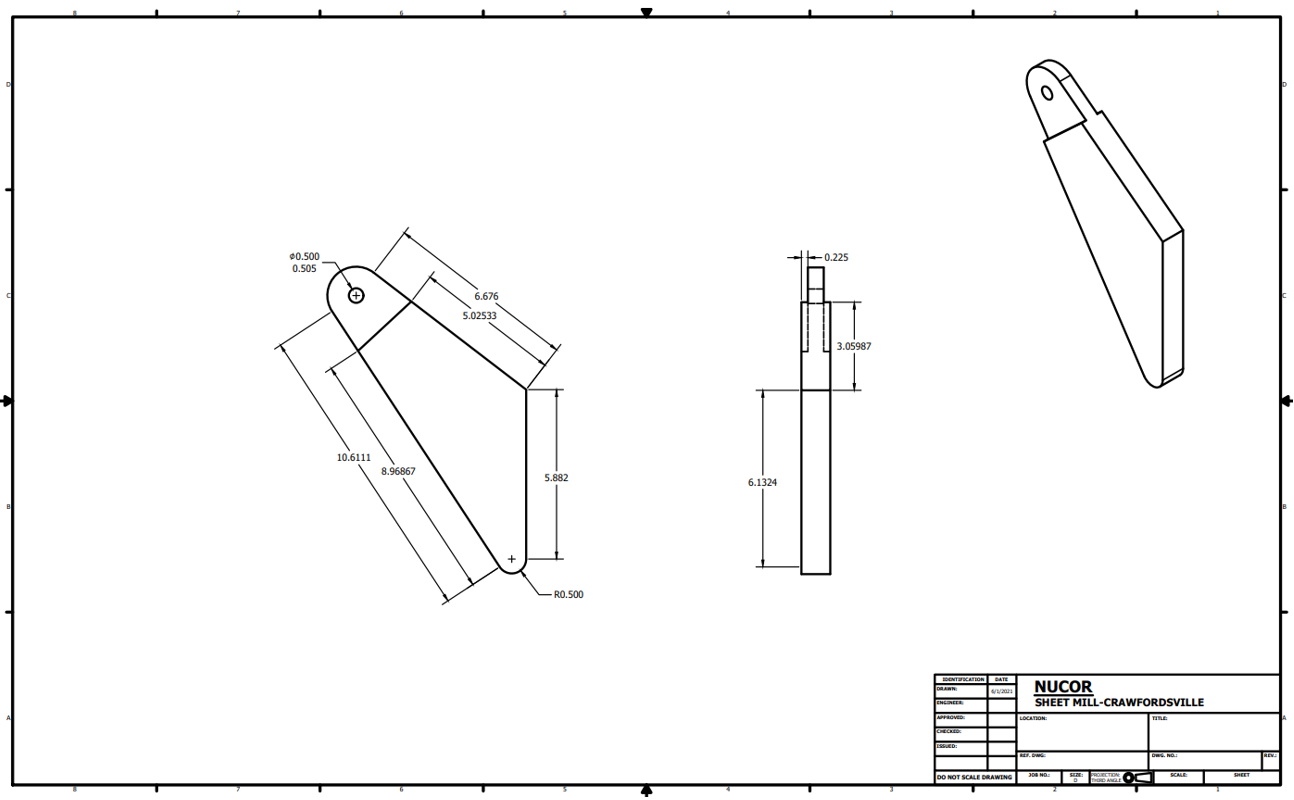 8 7 6 5 4 3 2 1
D D
C C
B B
A A
ø0.500
0.505
6.676
5.02533
10.6111
8.96867
5.882
R0.500
0.225
3.05987
6.1324
IDENTIFICATION DATE
DRAWN: 6/1/2021
ENGINEER:
APPROVED:
CHECKED:
ISSUED:
DO NOT SCALE DRAWING
NUCOR
SHEET MILL-CRAWFORDSVILLE
LOCATION: TITLE:
REF. DWG: DWG. NO.: REV.:
JOB NO.: SIZE: D PROJECTION: THIRD ANGLE SCALE: SHEET
8 7 6 5 4 3 2 1